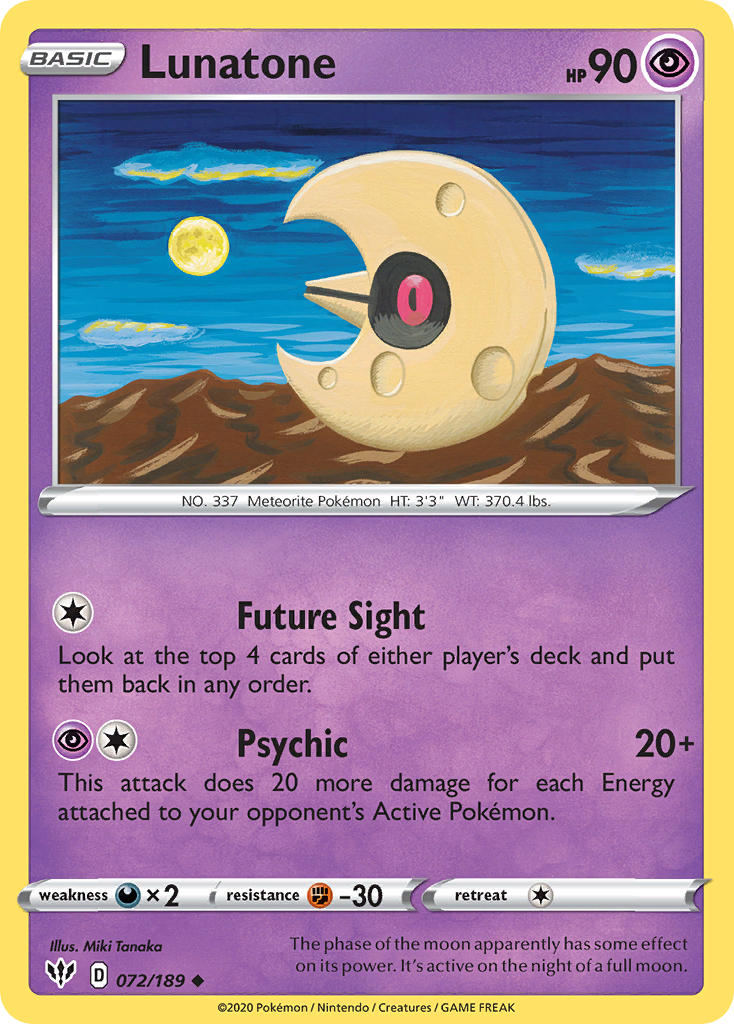 BASIC Lunatone HP 90
NO. 337 Meteorite Pokémon HT: 3'3" WT: 370.4 lbs.
Future Sight
Look at the top 4 cards of either player's deck and put
them back in any order.
Psychic 20+
This attack does 20 more damage for each Energy
attached to your opponent's Active Pokémon.
weakness ×2 resistance -30 retreat
Illus. Miki Tanaka
The phase of the moon apparently has some effect
on its power. It's active on the night of a full moon.
D 072/189 ◆
©2020 Pokémon / Nintendo / Creatures / GAME FREAK